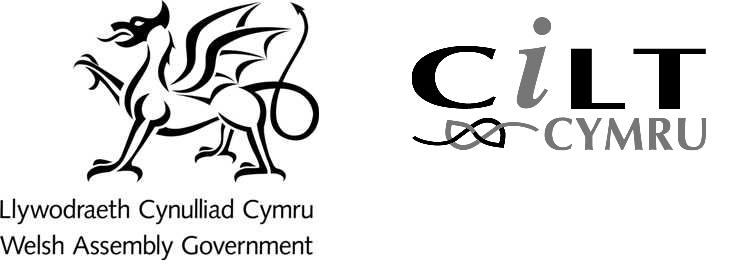 Llywodraeth Cynulliad Cymru
Welsh Assembly Government
CiLT
CYMRU